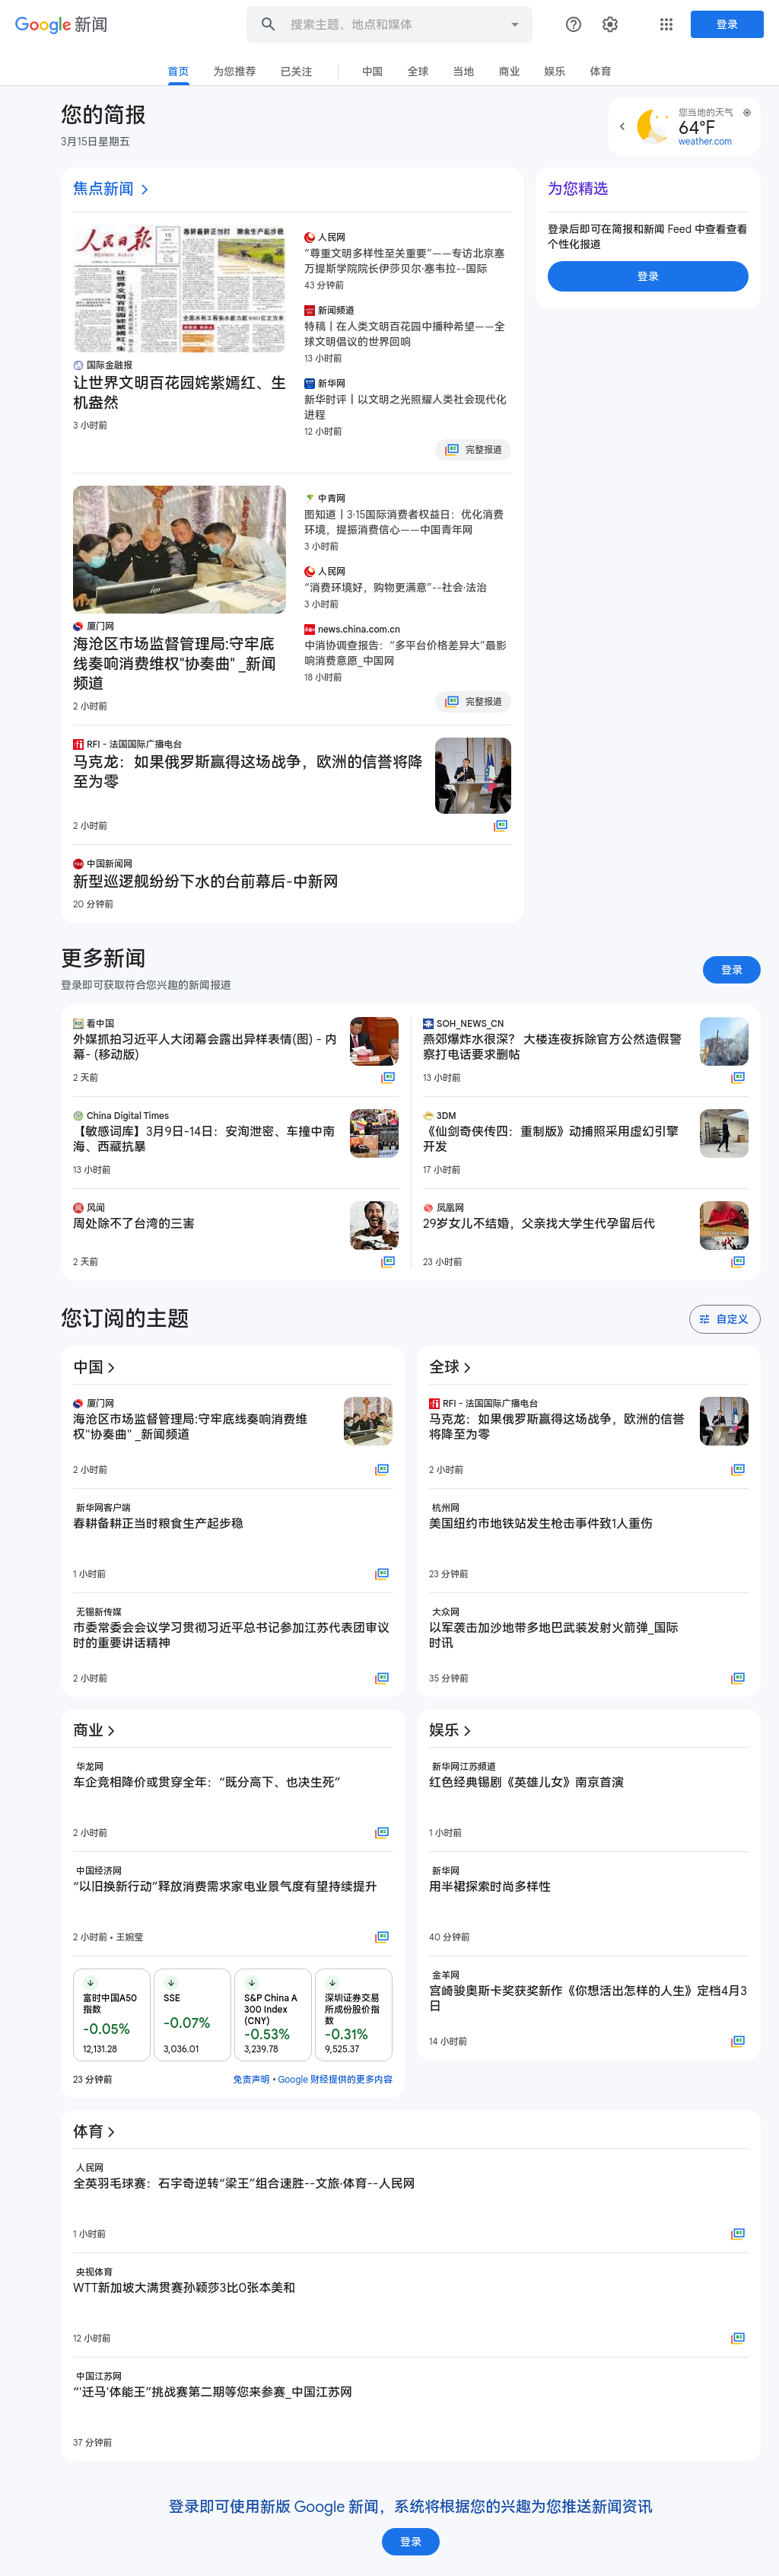 Google 新闻
搜索主题、地点和媒体
登录
首页
为您推荐
已关注
中国
全球
当地
商业
娱乐
体育
您的简报
3月15日星期五
您当地的天气
64°F
weather.com
焦点新闻
人民日报
国际金融报
让世界文明百花园姹紫嫣红、生
机盎然
3 小时前
人民网
“尊重文明多样性至关重要”——专访北京塞
万提斯学院院长伊莎贝尔·塞韦拉--国际
43 分钟前
新闻频道
特稿丨在人类文明百花园中播种希望——全
球文明倡议的世界回响
13 小时前
新华网
新华时评丨以文明之光照耀人类社会现代化
进程
12 小时前
完整报道
为您精选
登录后即可在简报和新闻 Feed 中查看查看
个性化报道
登录
厦门网
海沧区市场监督管理局:守牢底
线奏响消费维权"协奏曲" _新闻
频道
2 小时前
中青网
图知道丨3·15国际消费者权益日：优化消费
环境，提振消费信心——中国青年网
3 小时前
人民网
“消费环境好，购物更满意”--社会·法治
3 小时前
news.china.com.cn
中消协调查报告：“多平台价格差异大”最影
响消费意愿_中国网
18 小时前
完整报道
RFI - 法国国际广播电台
马克龙：如果俄罗斯赢得这场战争，欧洲的信誉将降
至为零
2 小时前
中国新闻网
新型巡逻舰纷纷下水的台前幕后-中新网
20 分钟前
更多新闻
登录即可获取符合您兴趣的新闻报道
登录
看中国
外媒抓拍习近平人大闭幕会露出异样表情(图) - 内
幕- (移动版)
2 天前
SOH_NEWS_CN
燕郊爆炸水很深？ 大楼连夜拆除官方公然造假警
察打电话要求删帖
13 小时前
China Digital Times
【敏感词库】3月9日-14日：安洵泄密、车撞中南
海、西藏抗暴
13 小时前
3DM
《仙剑奇侠传四：重制版》动捕照采用虚幻引擎
开发
17 小时前
风闻
周处除不了台湾的三害
2 天前
凤凰网
29岁女儿不结婚，父亲找大学生代孕留后代
23 小时前
您订阅的主题
自定义
中国
厦门网
海沧区市场监督管理局:守牢底线奏响消费维
权"协奏曲" _新闻频道
2 小时前
新华网客户端
春耕备耕正当时粮食生产起步稳
1 小时前
无锡新传媒
市委常委会会议学习贯彻习近平总书记参加江苏代表团审议
时的重要讲话精神
2 小时前
全球
RFI - 法国国际广播电台
马克龙：如果俄罗斯赢得这场战争，欧洲的信誉
将降至为零
2 小时前
杭州网
美国纽约市地铁站发生枪击事件致1人重伤
23 分钟前
大众网
以军袭击加沙地带多地巴武装发射火箭弹_国际
时讯
35 分钟前
商业
华龙网
车企竞相降价或贯穿全年：“既分高下、也决生死”
2 小时前
中国经济网
“以旧换新行动”释放消费需求家电业景气度有望持续提升
2 小时前 • 王婉莹
富时中国A50
指数
-0.05%
12,131.28
SSE
-0.07%
3,036.01
S&P China A
300 Index
(CNY)
-0.53%
3,239.78
深圳证券交易
所成份股价指
数
-0.31%
9,525.37
23 分钟前
免责声明 • Google 财经提供的更多内容
娱乐
新华网江苏频道
红色经典锡剧《英雄儿女》南京首演
1 小时前
新华网
用半裙探索时尚多样性
40 分钟前
金羊网
宫崎骏奥斯卡奖获奖新作《你想活出怎样的人生》定档4月3
日
14 小时前
体育
人民网
全英羽毛球赛：石宇奇逆转“梁王”组合速胜--文旅·体育--人民网
1 小时前
央视体育
WTT新加坡大满贯赛孙颖莎3比0张本美和
12 小时前
中国江苏网
“'迁马'体能王”挑战赛第二期等您来参赛_中国江苏网
37 分钟前
登录即可使用新版 Google 新闻，系统将根据您的兴趣为您推送新闻资讯
登录